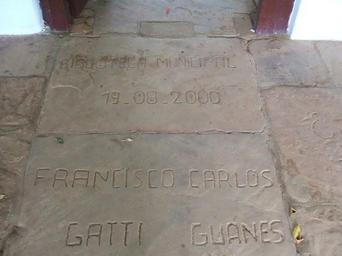 BIBLIOTECA MUNICIPAL
19.08.2000
FRANCISCO CARLOS
GATTI GUANES